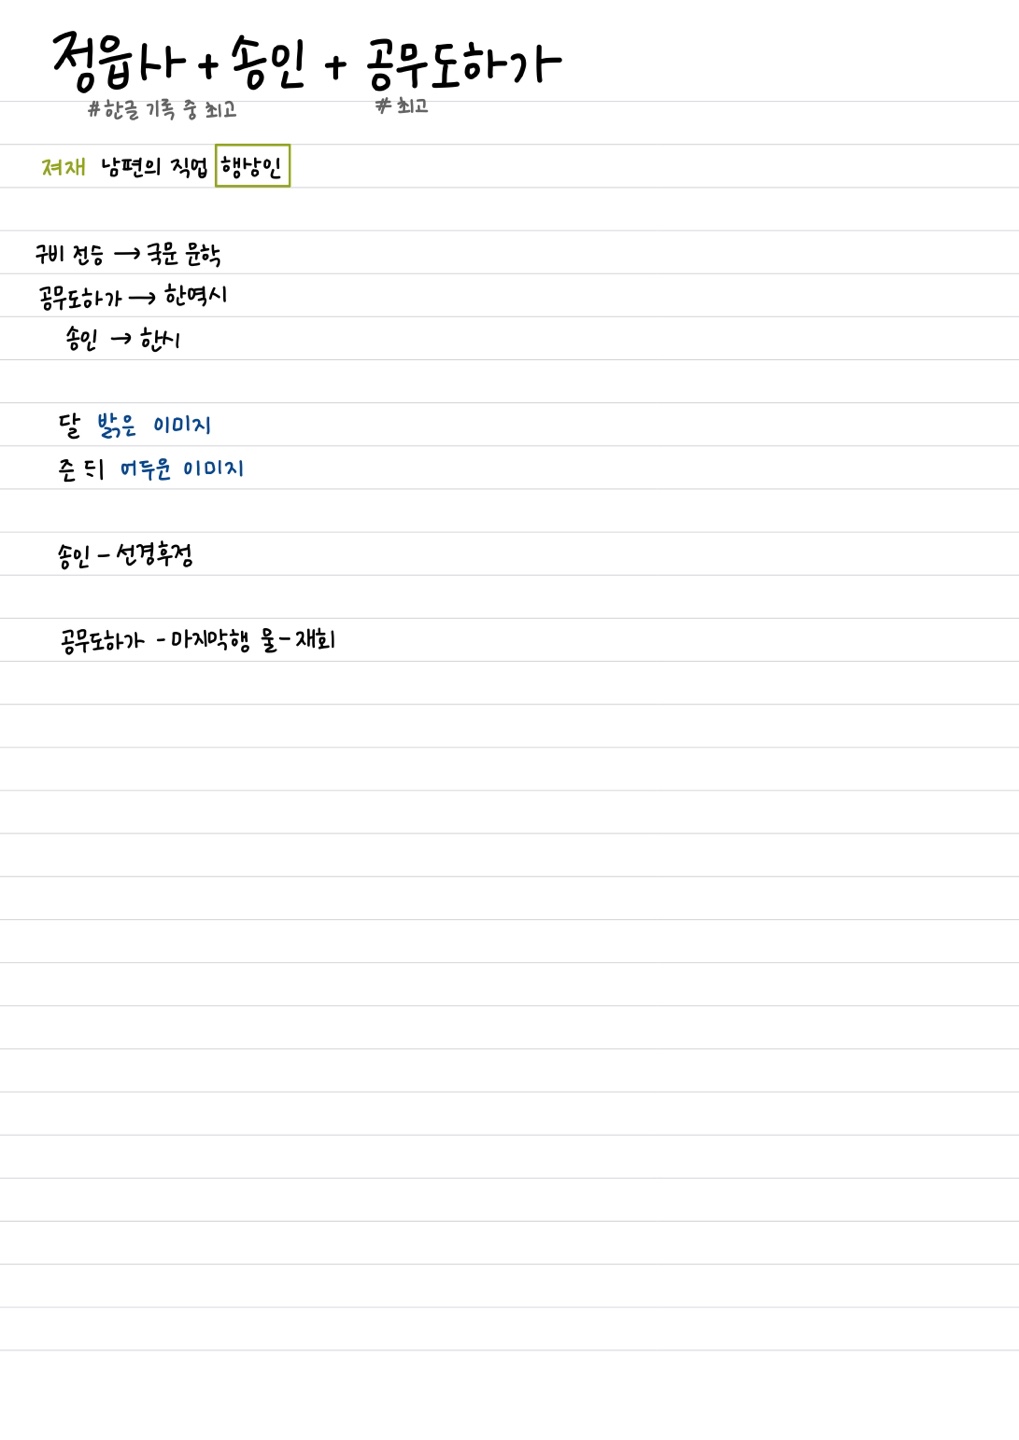 정읍사 + 송인 + 공무도하가
#한글 기록 중 최고 # 최고
져재 남편의 직업 행상인
구비 전승 → 국문 문학
공무도하가 → 한역시
송인 → 한시
달 밝은 이미지
즌 ᄃᆡ 어두운 이미지
송인 - 선경후정
공무도하가 - 마지막행 물 - 재회